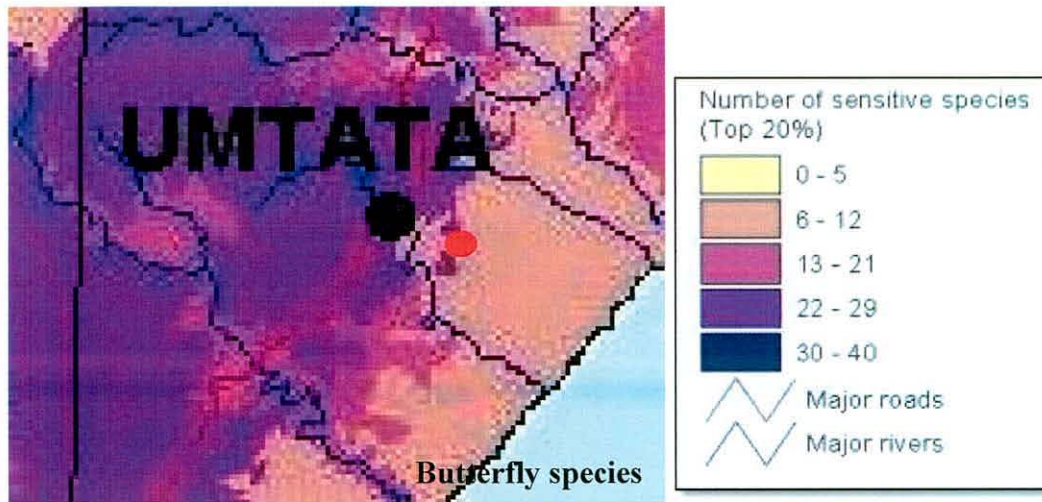 UMTATA
Butterfly species
Number of sensitive species
(Top 20%)
0 - 5
6 - 12
13 - 21
22 - 29
30 - 40
Major roads
Major rivers